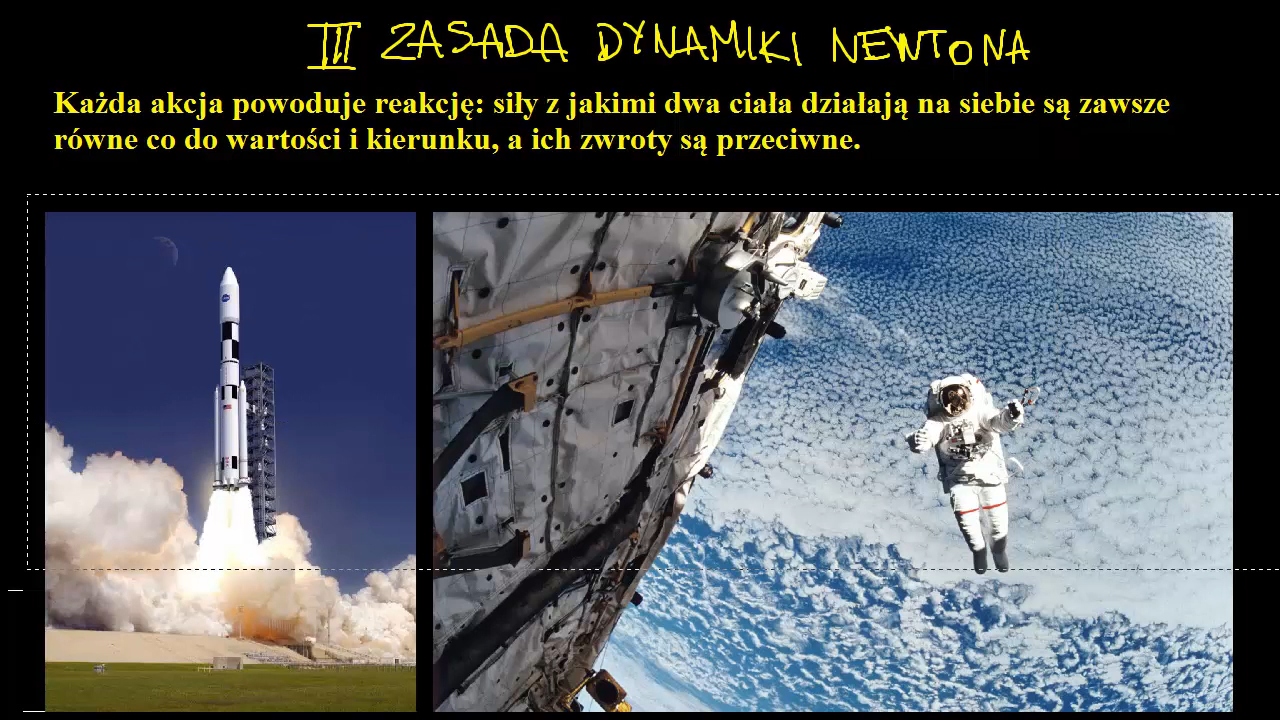 III ZASADA DYNAMIKI NEWTONA
Każda akcja powoduje reakcję: siły z jakimi dwa ciała działają na siebie są zawsze
równe co do wartości i kierunku, a ich zwroty są przeciwne.